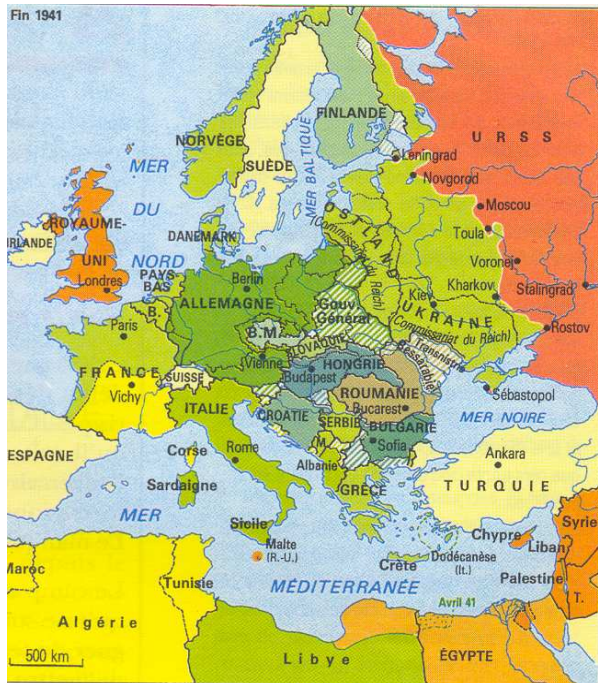 Fin 1941
FINLANDE
NORVÈGE
URSS
MER
DU
NORD
SUÈDE
MER BALTIQUE
Leningrad
Novgorod
Moscou
Toula
Voronej
Stalingrad
Kharkov
Rostov
ROYAUME-
UNI
IRLANDE
Londres
DANEMARK
PAYS
BAS
B.
Berlin
ALLEMAGNE
OSTLAND
(Commissariat du Reich)
Gouv.
Général
Kiev
UKRAINE
(Commissariat du Reich)
B.M.
SLOVAQUIE
Transnistrie
Bessarabie
Paris
FRANCE
Vichy
SUISSE
Vienne
HONGRIE
Budapest
ROUMANIE
Bucarest
Sébastopol
MER NOIRE
ITALIE
CROATIE
SERBIE
BULGARIE
Sofia
M.
Albanie
GRÈCE
ESPAGNE
Corse
Rome
Sardaigne
Ankara
TURQUIE
MER
Sicile
Malte
(R.-U.)
Crète
Dodécanèse
(It.)
Chypre
Syrie
Liban
Palestine
T.
MÉDITERRANÉE
Avril 41
Maroc
Algérie
Tunisie
Libye
ÉGYPTE
500 km